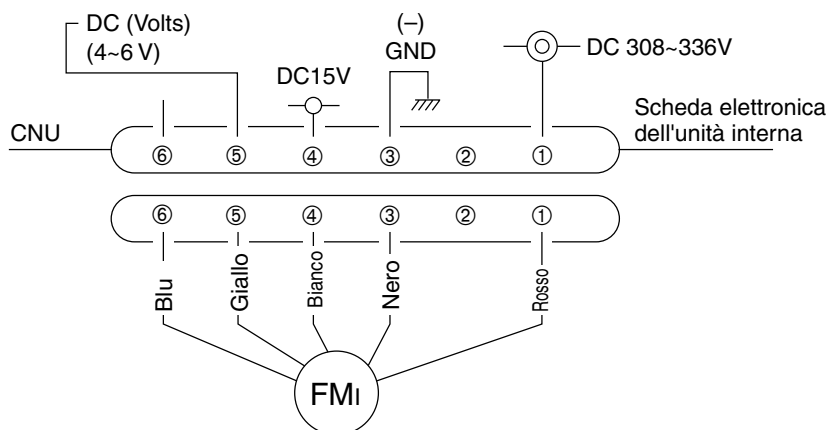 DC (Volts)
(4~6 V)
DC15V
(–)
GND
DC 308~336V
CNU
Scheda elettronica
dell'unità interna
⑥ ⑤ ④ ③ ② ①
⑥ ⑤ ④ ③ ② ①
Blu
Giallo
Bianco
Nero
Rosso
FMI